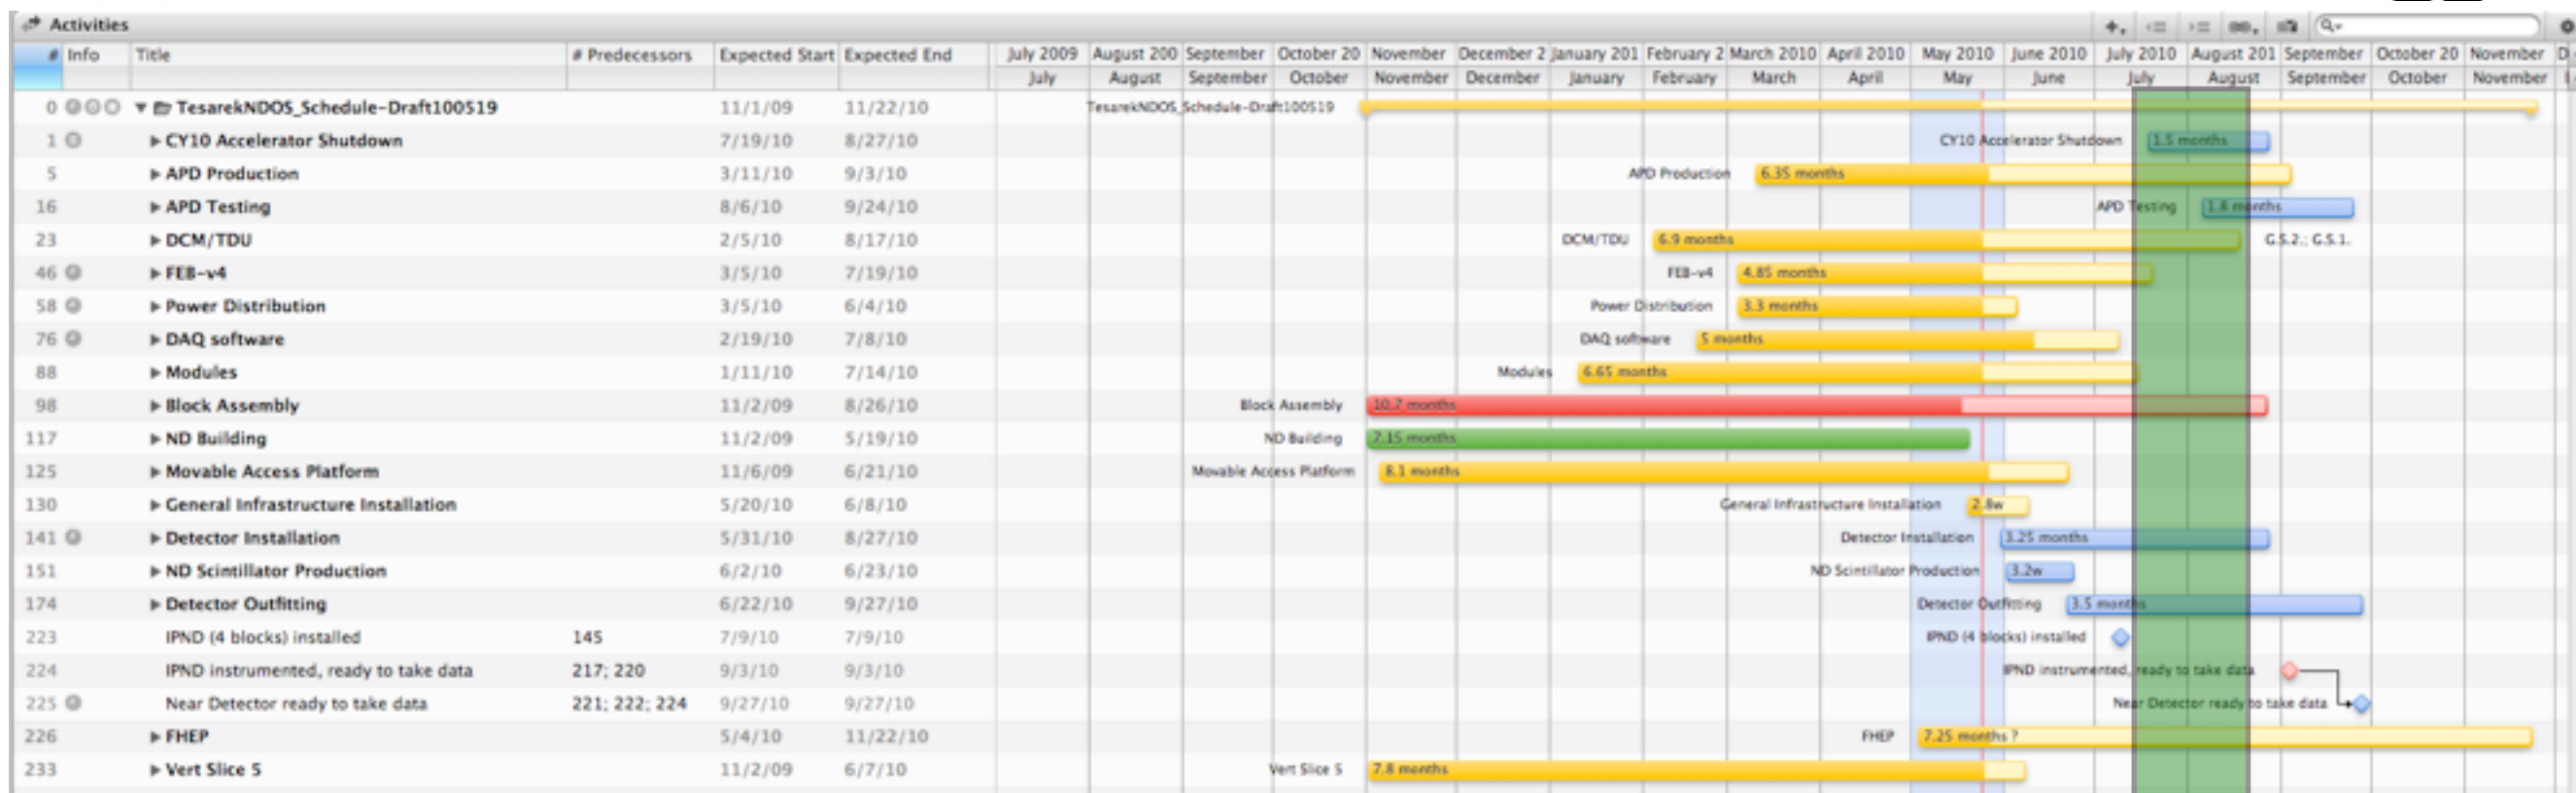 Activities
# Info Title # Predecessors Expected Start Expected End July 2009 August 200 September October 20 November December 2 January 201 February 2 March 2010 April 2010 May 2010 June 2010 July 2010 August 201 September October 20 November
July August September October November December January February March April May June July August September October November
0 TesarekNDOS_Schedule-Draft100519 11/1/09 11/22/10 TesarekNDOS_Schedule-Draft100519
1 CY10 Accelerator Shutdown 7/19/10 8/27/10 CY10 Accelerator Shutdown 1.5 months
5 APD Production 3/11/10 9/3/10 APD Production 6.35 months
16 APD Testing 8/6/10 9/24/10 APD Testing 1.8 months
23 DCM/TDU 2/5/10 8/17/10 DCM/TDU 6.9 months G.S.2.; G.S.1.
46 FEB-v4 3/5/10 7/19/10 FEB-v4 4.85 months
58 Power Distribution 3/5/10 6/4/10 Power Distribution 3.3 months
76 DAQ software 2/19/10 7/8/10 DAQ software 5 months
88 Modules 1/11/10 7/14/10 Modules 6.65 months
98 Block Assembly 11/2/09 8/26/10 Block Assembly 10.7 months
117 ND Building 11/2/09 5/19/10 ND Building 7.15 months
125 Movable Access Platform 11/6/09 6/21/10 Movable Access Platform 8.1 months
130 General Infrastructure Installation 5/20/10 6/8/10 General Infrastructure Installation 2.8w
141 Detector Installation 5/31/10 8/27/10 Detector Installation 3.25 months
151 ND Scintillator Production 6/2/10 6/23/10 ND Scintillator Production 3.2w
174 Detector Outfitting 6/22/10 9/27/10 Detector Outfitting 3.5 months
223 IPND (4 blocks) installed 145 7/9/10 7/9/10 IPND (4 blocks) installed
224 IPND instrumented, ready to take data 217; 220 9/3/10 9/3/10 IPND instrumented, ready to take data
225 Near Detector ready to take data 221; 222; 224 9/27/10 9/27/10 Near Detector ready to take data
226 FHEP 5/4/10 11/22/10 FHEP 7.25 months ?
233 Vert Slice 5 11/2/09 6/7/10 Vert Slice 5 7.8 months